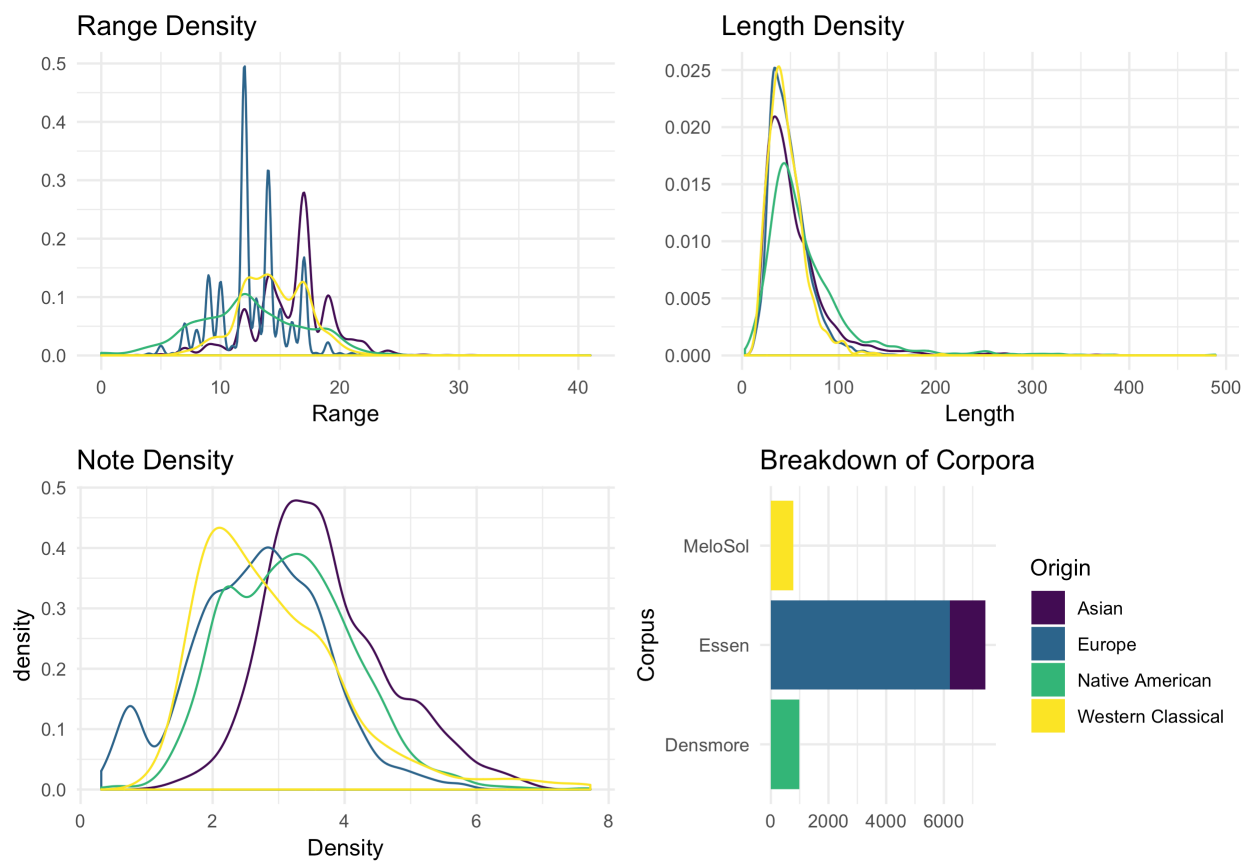 Range Density
0.5
0.4
0.3
0.2
0.1
0.0
0 10 20 30 40
Range
Length Density
0.025
0.020
0.015
0.010
0.005
0.000
0 100 200 300 400 500
Length
Note Density
density
0.5
0.4
0.3
0.2
0.1
0.0
0 2 4 6 8
Density
Breakdown of Corpora
Corpus
MeloSol
Essen
Densmore
0 2000 4000 6000
Origin
Asian
Europe
Native American
Western Classical